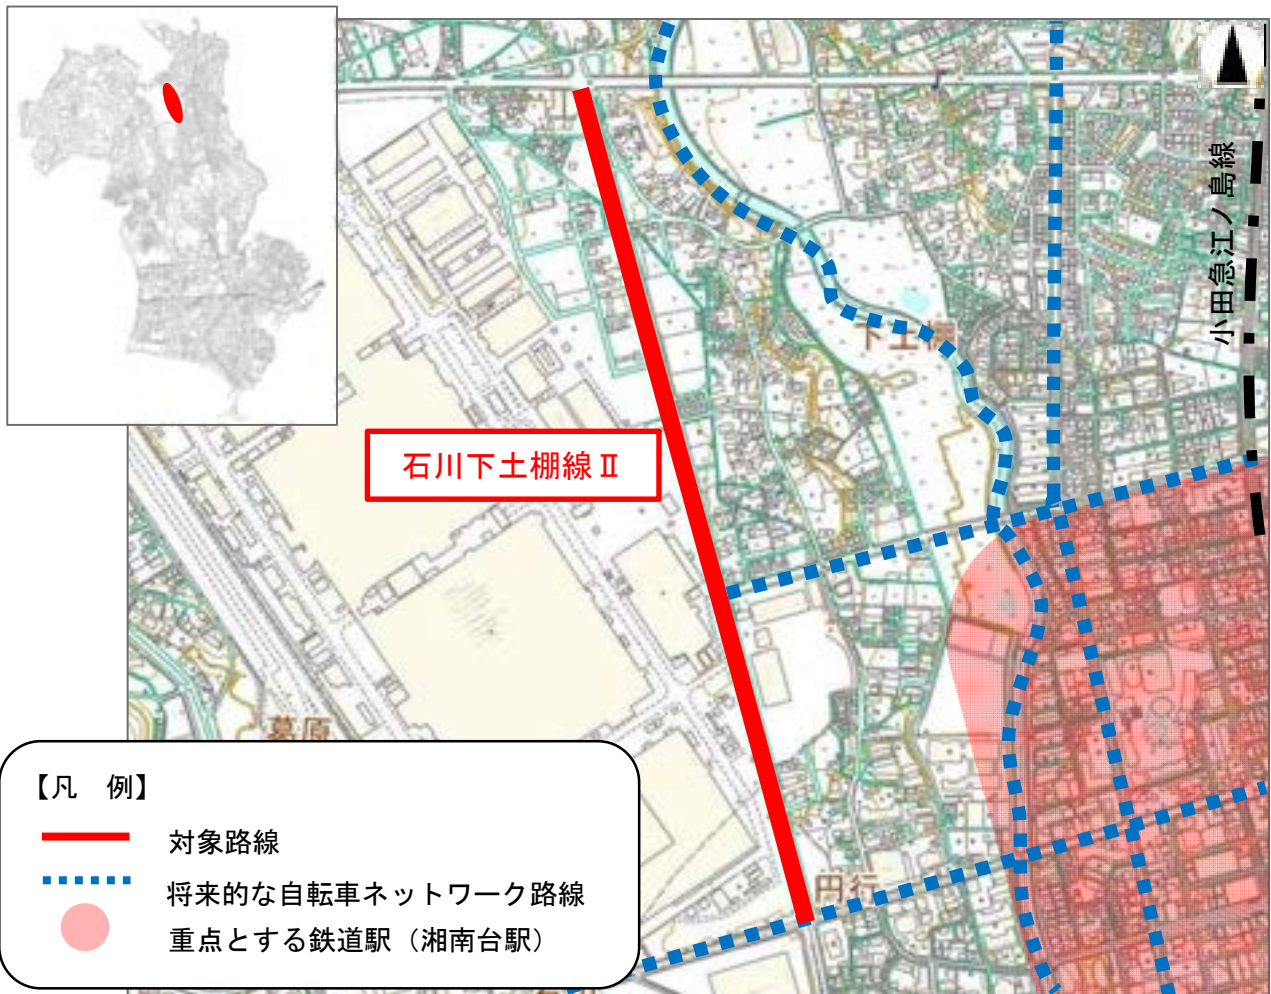 小田急江ノ島線
下土棚
石川下土棚線Ⅱ
葛原
円行
【凡　例】
対象路線
将来的な自転車ネットワーク路線
重点とする鉄道駅（湘南台駅）